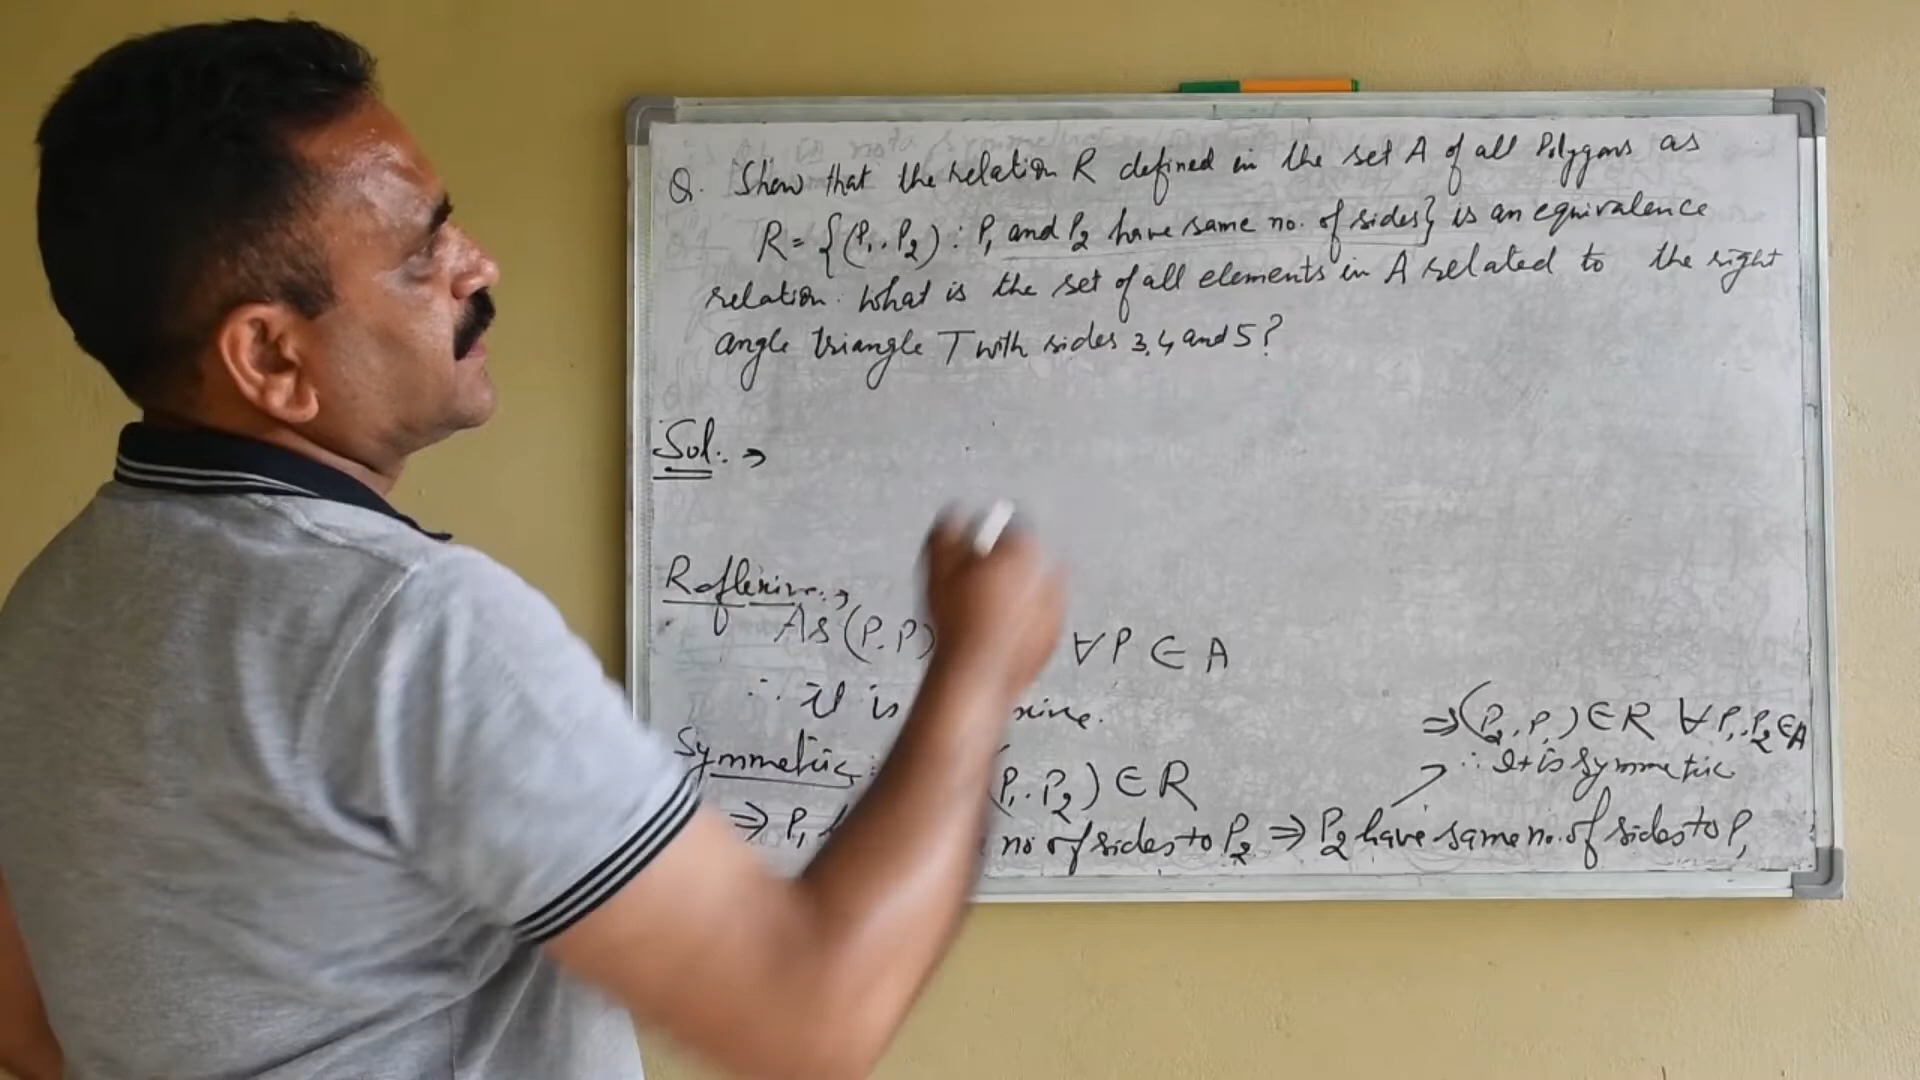 Q. Show that the relation R defined in the set A of all Polygons as
R = {(P₁, P₂) : P₁ and P₂ have same no. of sides} is an equivalence
relation. What is the set of all elements in A related to the right
angle triangle T with sides 3, 4 and 5?
Sol. →
Reflexive →
As (P, P) ∀ P ∈ A
∴ it is
Symmetric : (P₁, P₂) ∈ R
⇒ P₁ no. of sides to P₂ ⇒ P₂ have same no. of sides to P₁
⇒ (P₂, P₁) ∈ R ∀ P₁, P₂ ∈ A
∴ It is Symmetric